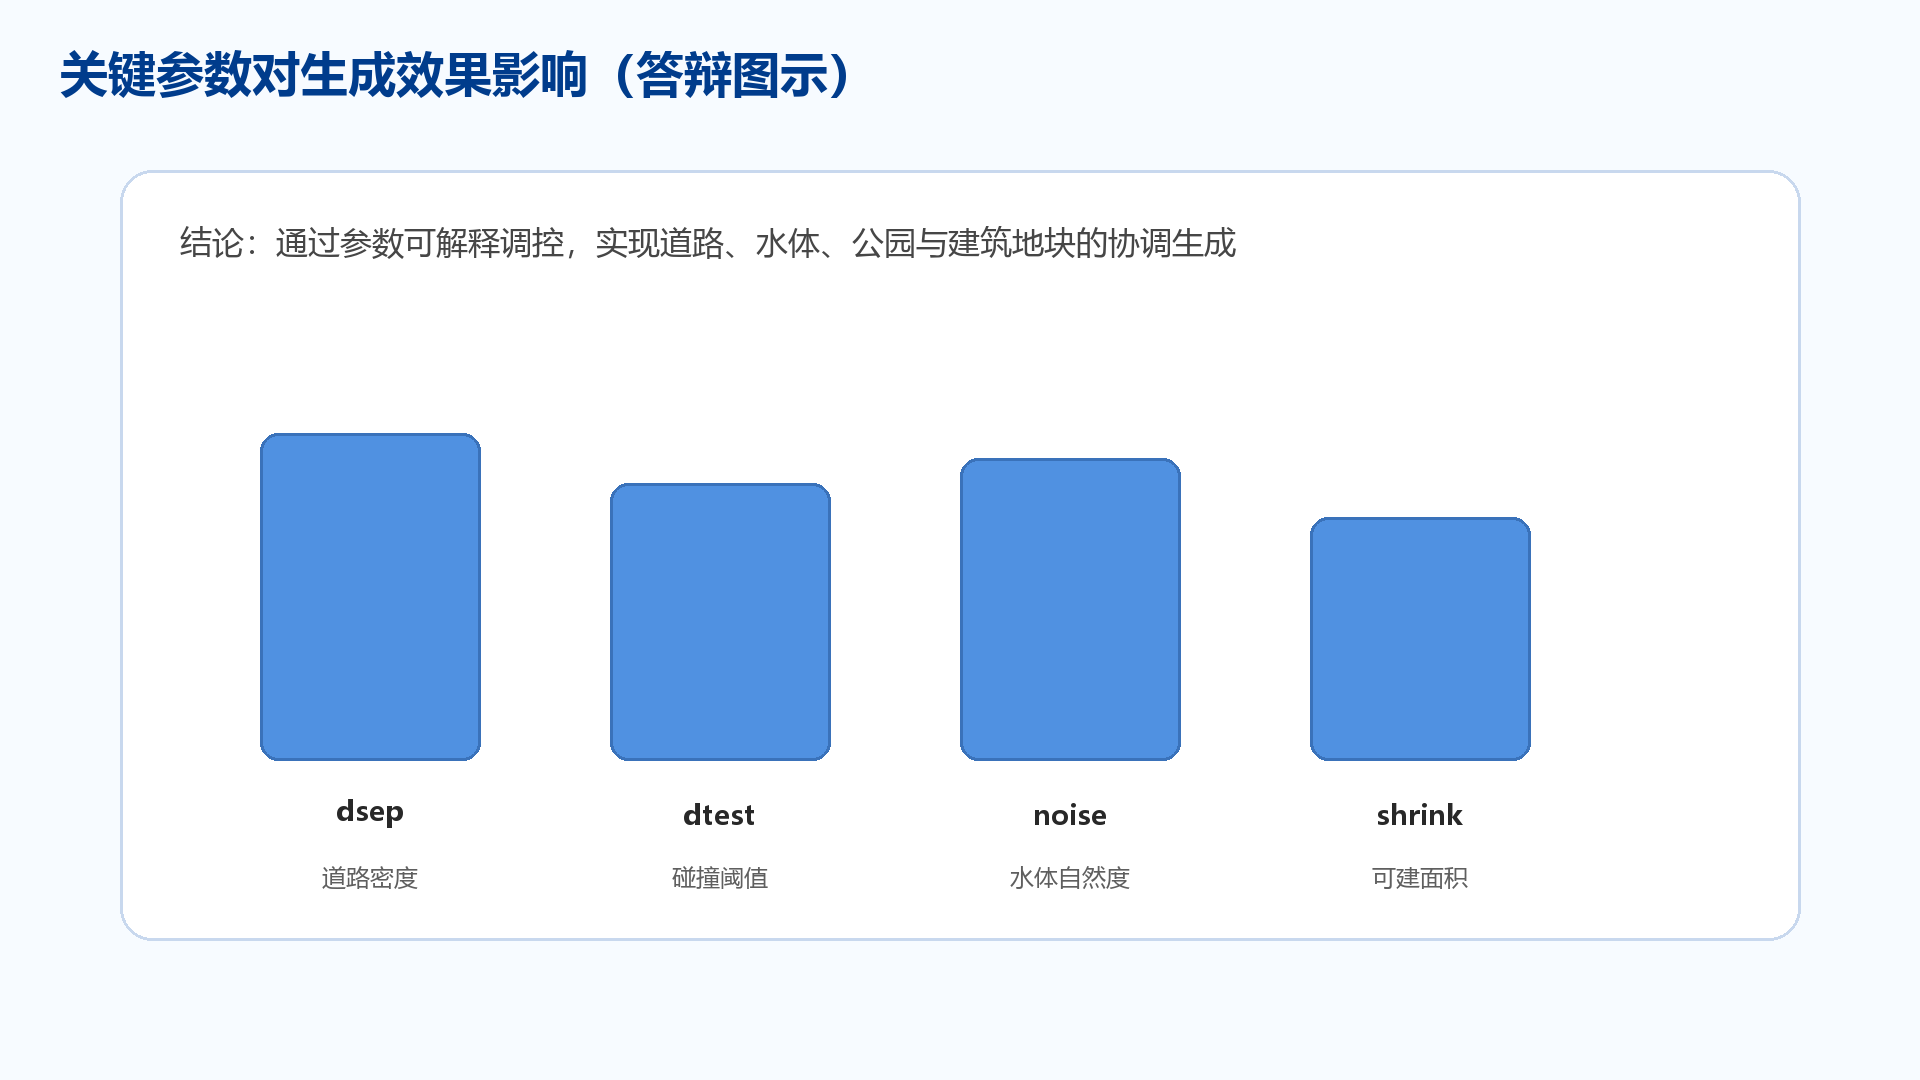 关键参数对生成效果影响（答辩图示）
结论：通过参数可解释调控，实现道路、水体、公园与建筑地块的协调生成
dsep
dtest
noise
shrink
道路密度
碰撞阈值
水体自然度
可建面积